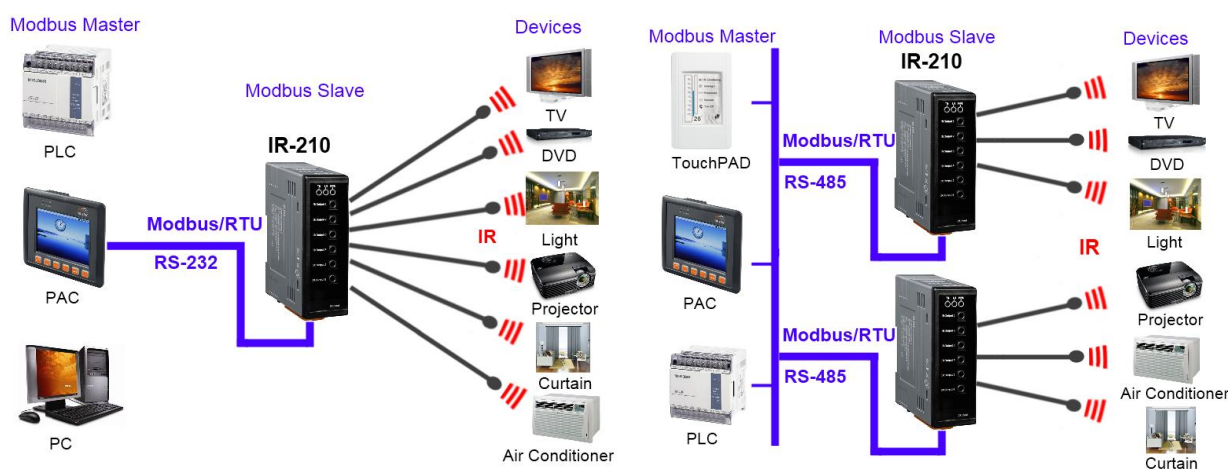 Modbus Master
PLC
PAC
PC
Modbus/RTU
RS-232
Modbus Slave
IR-210
IR
Devices
TV
DVD
Light
Projector
Curtain
Air Conditioner
Modbus Master
TouchPAD
PAC
PLC
Modbus/RTU
RS-485
Modbus/RTU
RS-485
Modbus Slave
IR-210
IR
Devices
TV
DVD
Light
Projector
Air Conditioner
Curtain